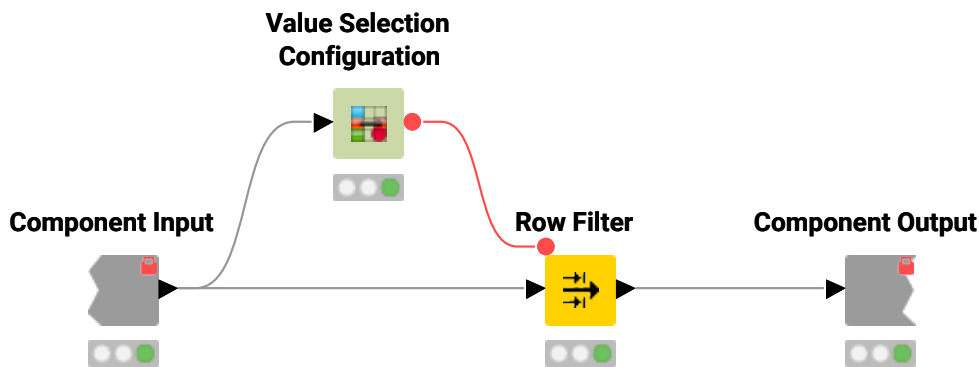 Value Selection
Configuration
Component Input
Row Filter
Component Output